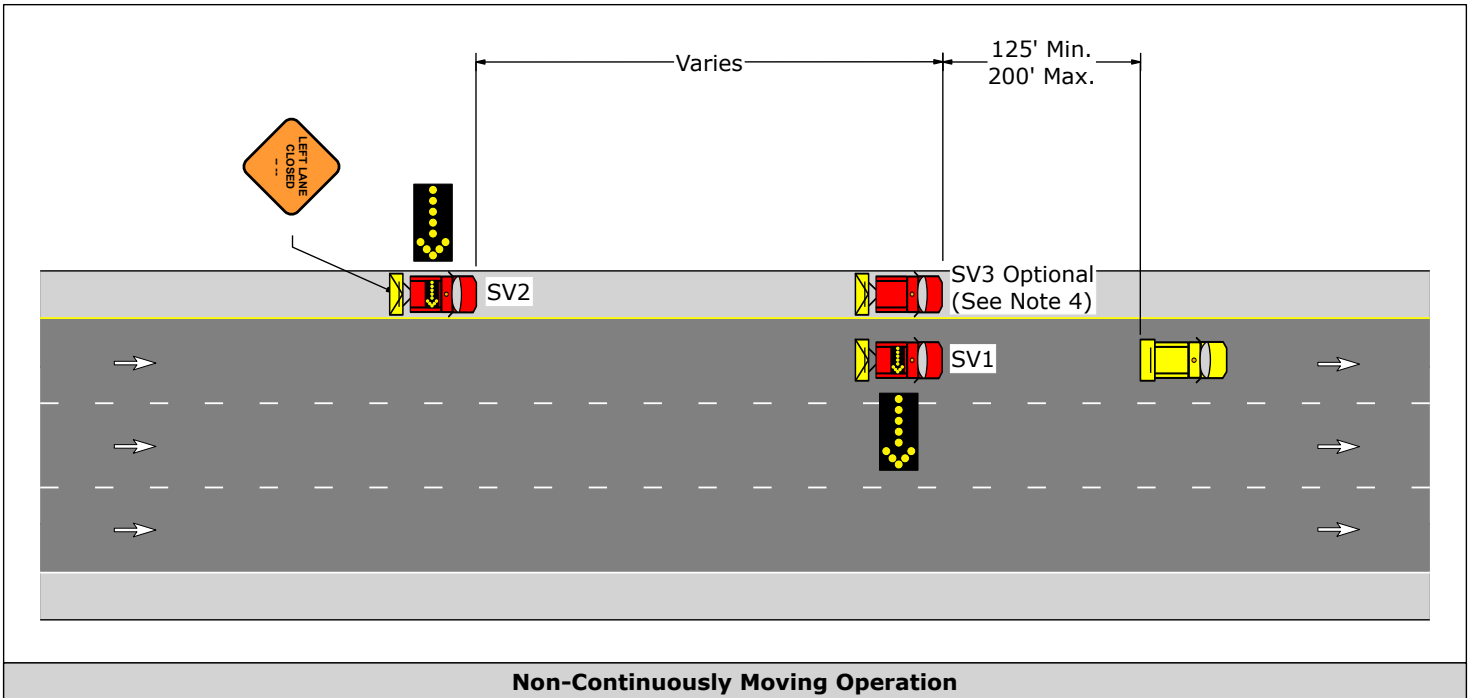 125' Min.
200' Max.
Varies
LEFT LANE
CLOSED
SV2
SV3 Optional
(See Note 4)
SV1
Non-Continuously Moving Operation